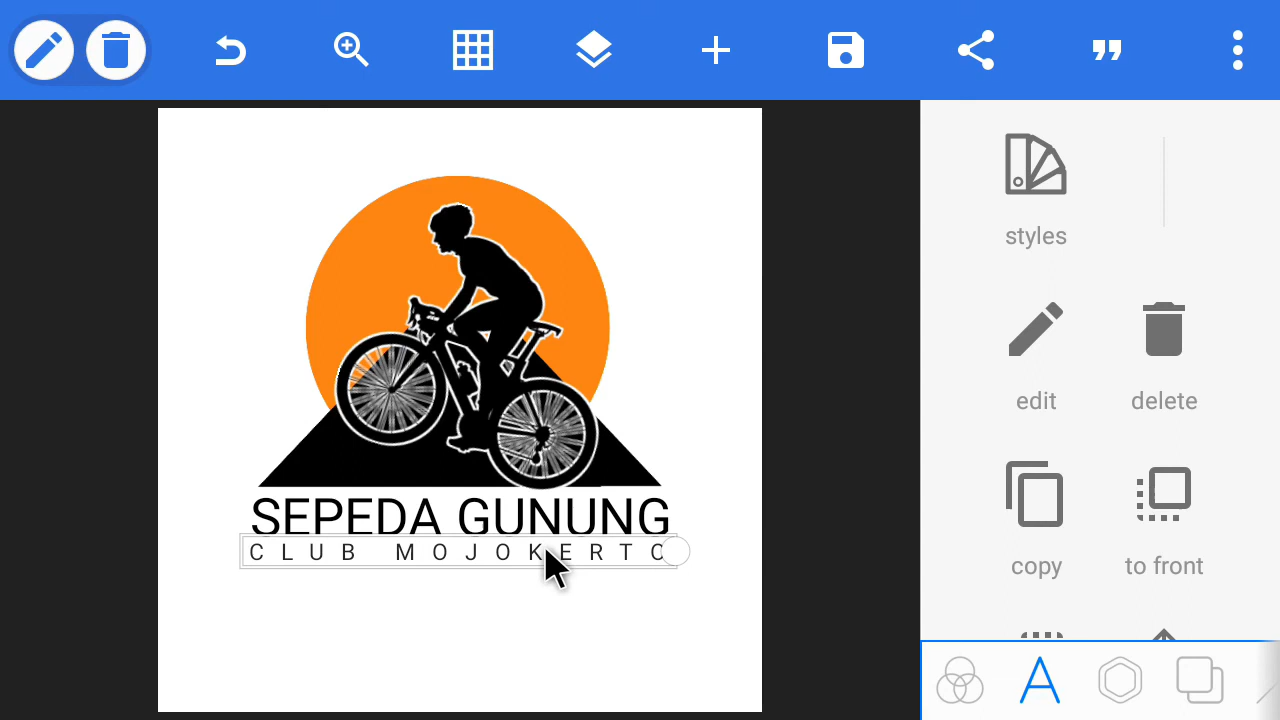 styles
edit
delete
copy
to front
SEPEDA GUNUNG
CLUB MOJOKERTO